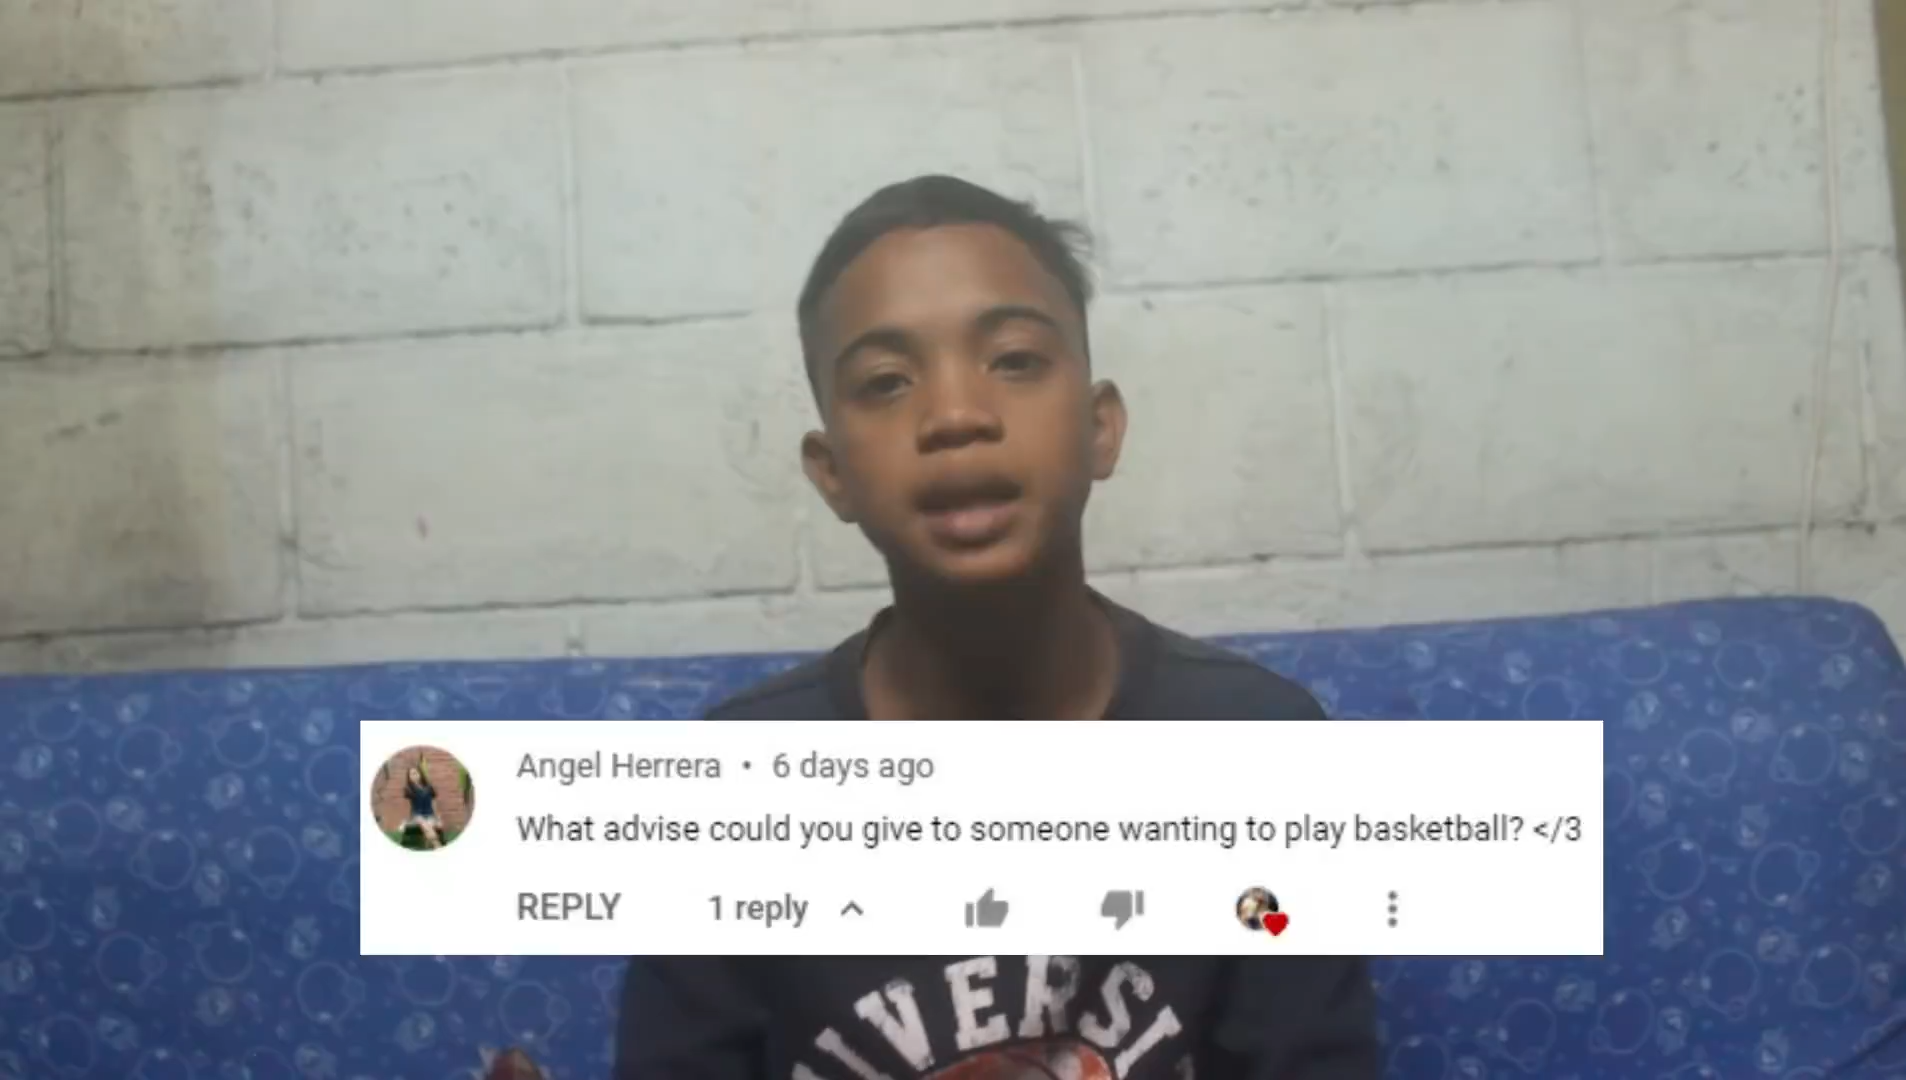 Angel Herrera • 6 days ago
What advise could you give to someone wanting to play basketball? </3
REPLY 1 reply